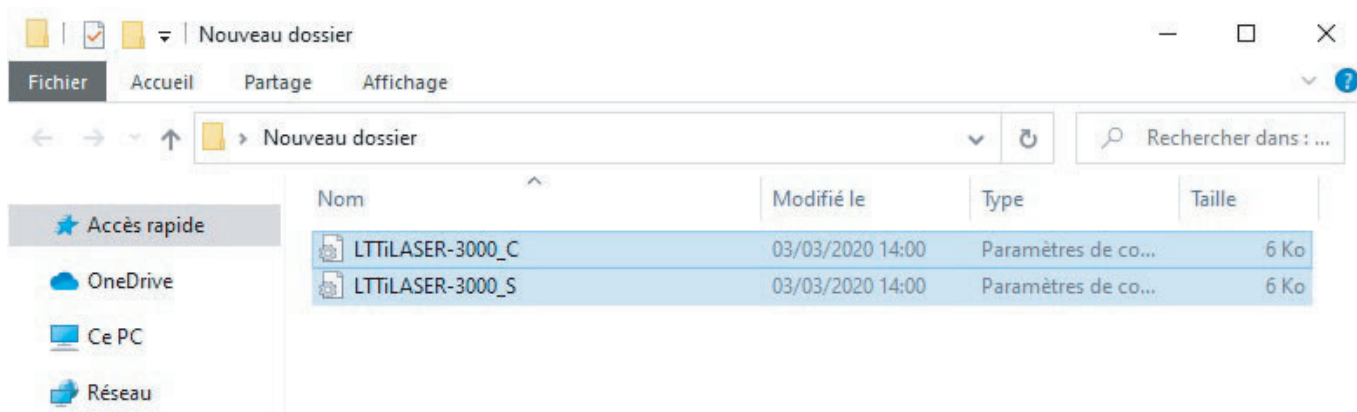 Nouveau dossier
Fichier Accueil Partage Affichage ?
Nouveau dossier Rechercher dans : ...
Nom Modifié le Type Taille
Accès rapide
LTTiLASER-3000_C 03/03/2020 14:00 Paramètres de co... 6 Ko
OneDrive
LTTiLASER-3000_S 03/03/2020 14:00 Paramètres de co... 6 Ko
Ce PC
Réseau